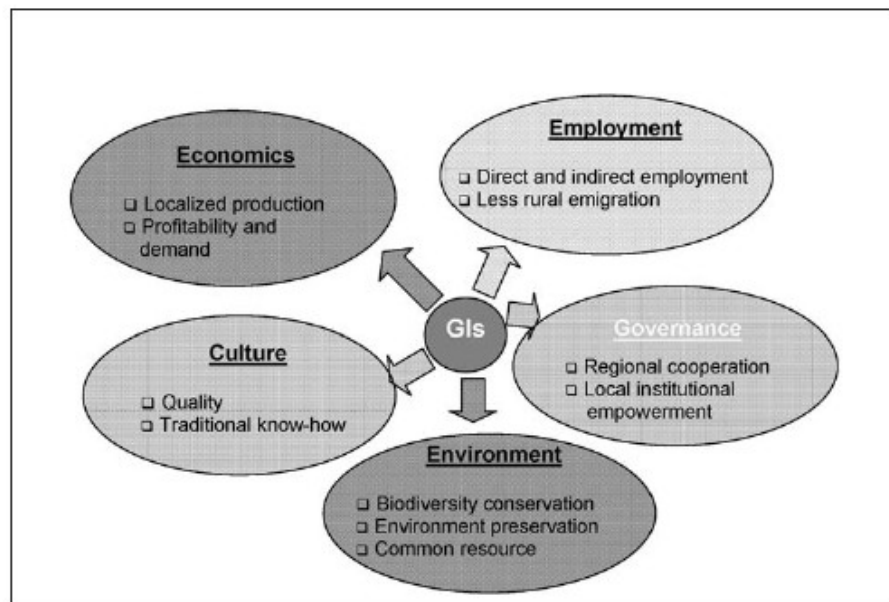 Economics
❑ Localized production
❑ Profitability and
demand
Employment
❑ Direct and indirect employment
❑ Less rural emigration
GIs
Culture
❑ Quality
❑ Traditional know-how
Governance
❑ Regional cooperation
❑ Local institutional
empowerment
Environment
❑ Biodiversity conservation
❑ Environment preservation
❑ Common resource